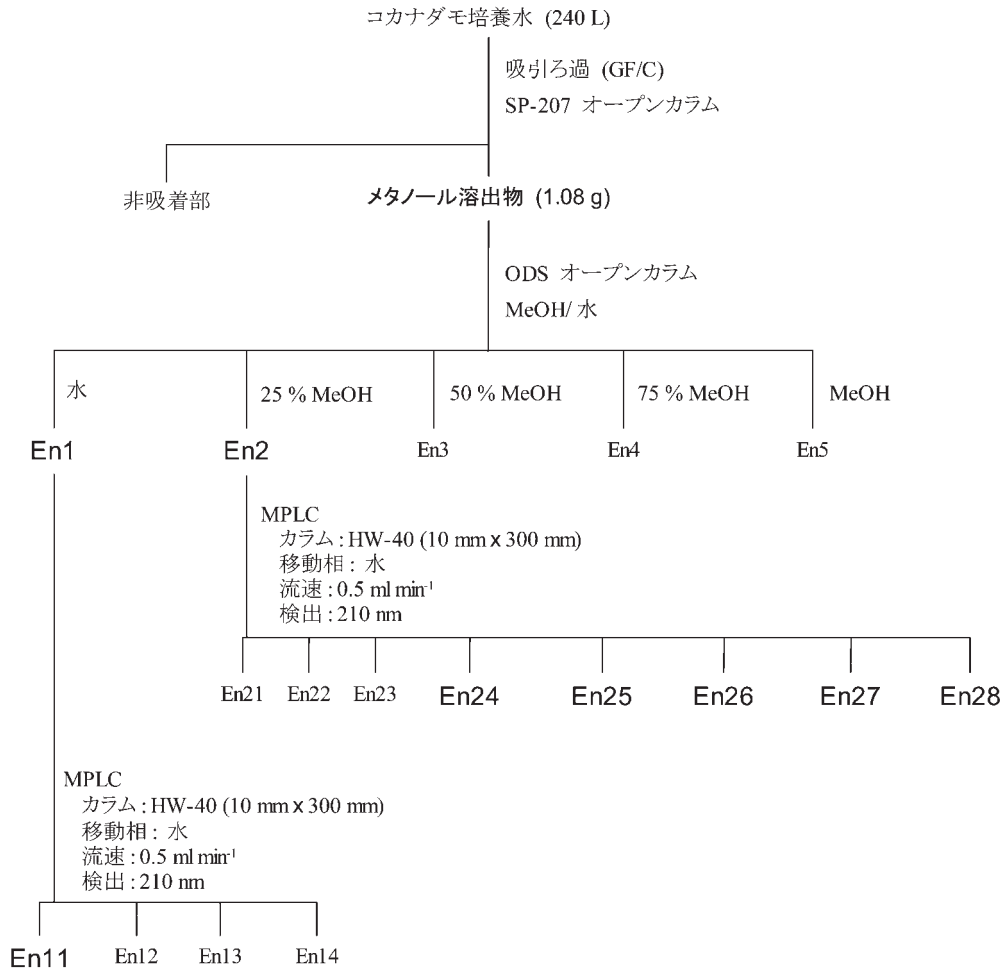 コカナダモ培養水 (240 L)
吸引ろ過 (GF/C)
SP-207 オープンカラム
非吸着部
メタノール溶出物 (1.08 g)
ODS オープンカラム
MeOH/ 水
水 25 % MeOH 50 % MeOH 75 % MeOH MeOH
En1 En2 En3 En4 En5
MPLC
カラム : HW-40 (10 mm x 300 mm)
移動相 : 水
流速 : 0.5 ml min-1
検出 : 210 nm
En21 En22 En23 En24 En25 En26 En27 En28
MPLC
カラム : HW-40 (10 mm x 300 mm)
移動相 : 水
流速 : 0.5 ml min-1
検出 : 210 nm
En11 En12 En13 En14